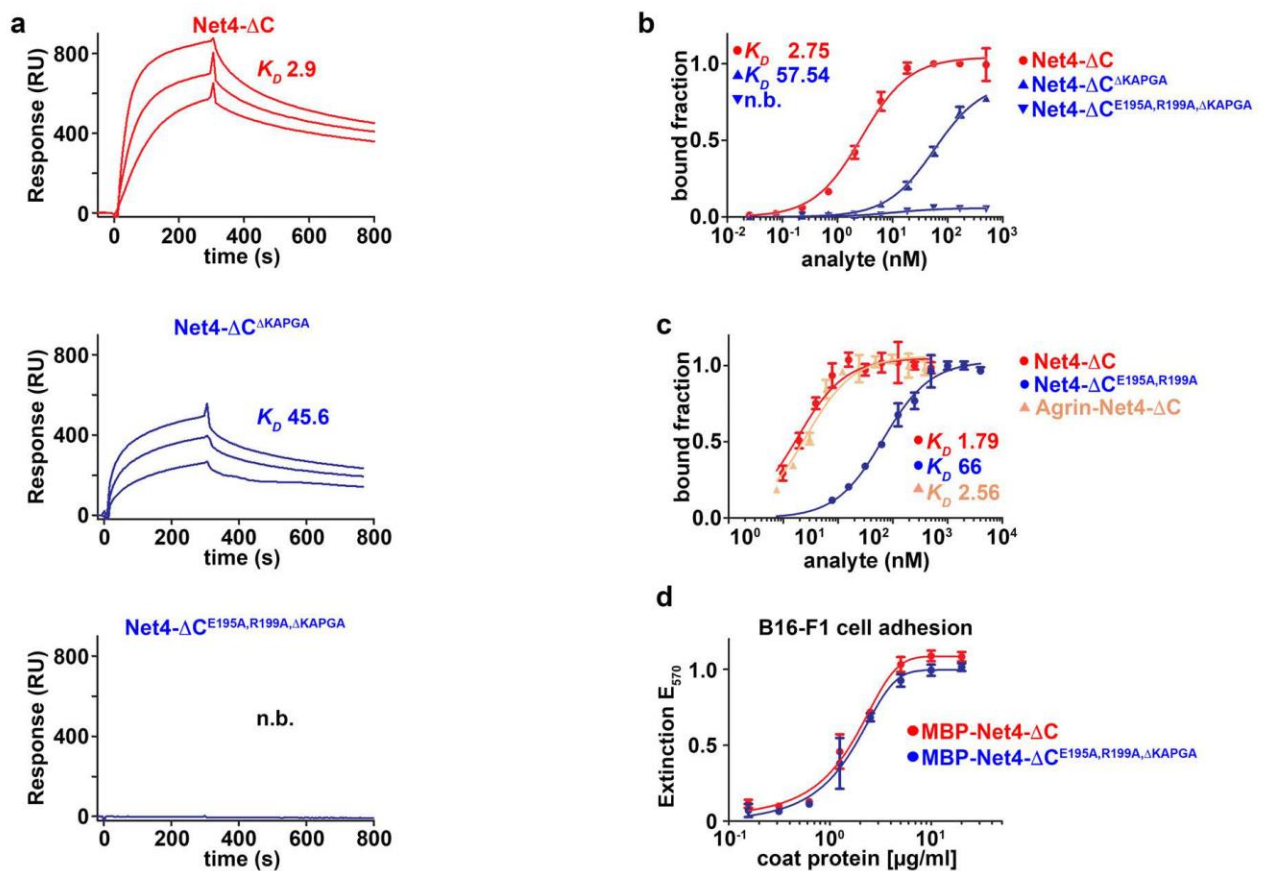 a
Net4-ΔC
K_D 2.9
Response (RU)
800
400
0
0 200 400 600 800
time (s)
Net4-ΔC^ΔKAPGA
K_D 45.6
Response (RU)
800
400
0
0 200 400 600 800
time (s)
Net4-ΔC^E195A,R199A,ΔKAPGA
n.b.
Response (RU)
800
400
0
0 200 400 600 800
time (s)
b
K_D 2.75
K_D 57.54
n.b.
Net4-ΔC
Net4-ΔC^ΔKAPGA
Net4-ΔC^E195A,R199A,ΔKAPGA
bound fraction
1.0
0.5
0.0
10^-2 10^-1 10^0 10^1 10^2 10^3
analyte (nM)
c
Net4-ΔC
Net4-ΔC^E195A,R199A
Agrin-Net4-ΔC
K_D 1.79
K_D 66
K_D 2.56
bound fraction
1.0
0.5
0.0
10^0 10^1 10^2 10^3 10^4
analyte (nM)
d
B16-F1 cell adhesion
MBP-Net4-ΔC
MBP-Net4-ΔC^E195A,R199A,ΔKAPGA
Extinction E_570
1.0
0.5
0
10^-1 10^0 10^1
coat protein [µg/ml]